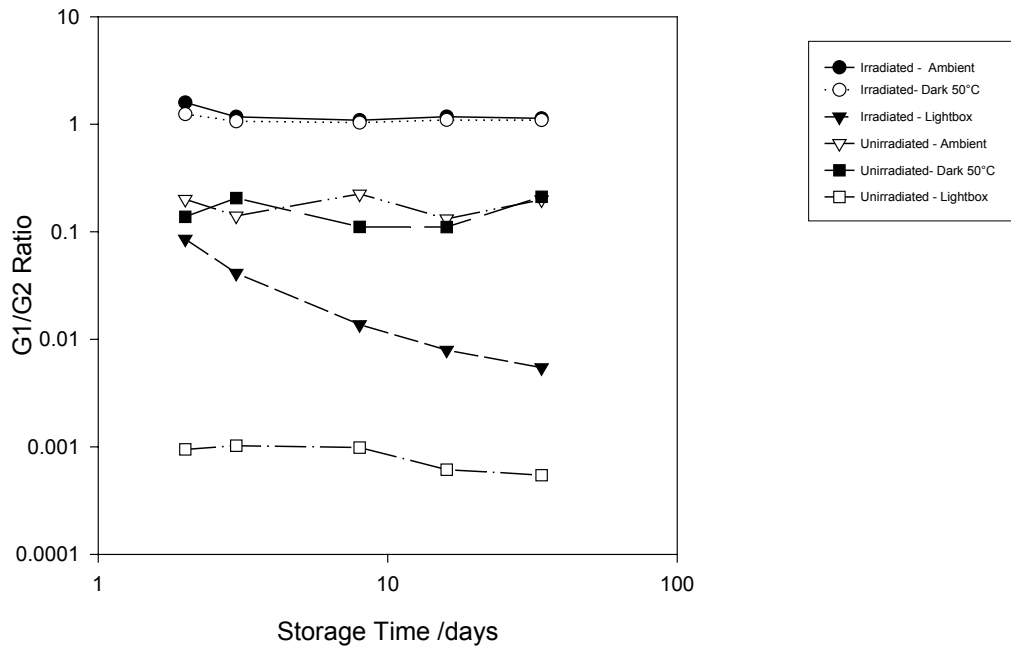 10
1
0.1
0.01
0.001
0.0001
G1/G2 Ratio
1
10
100
Storage Time /days
Irradiated - Ambient
Irradiated- Dark 50°C
Irradiated - Lightbox
Unirradiated - Ambient
Unirradiated- Dark 50°C
Unirradiated - Lightbox